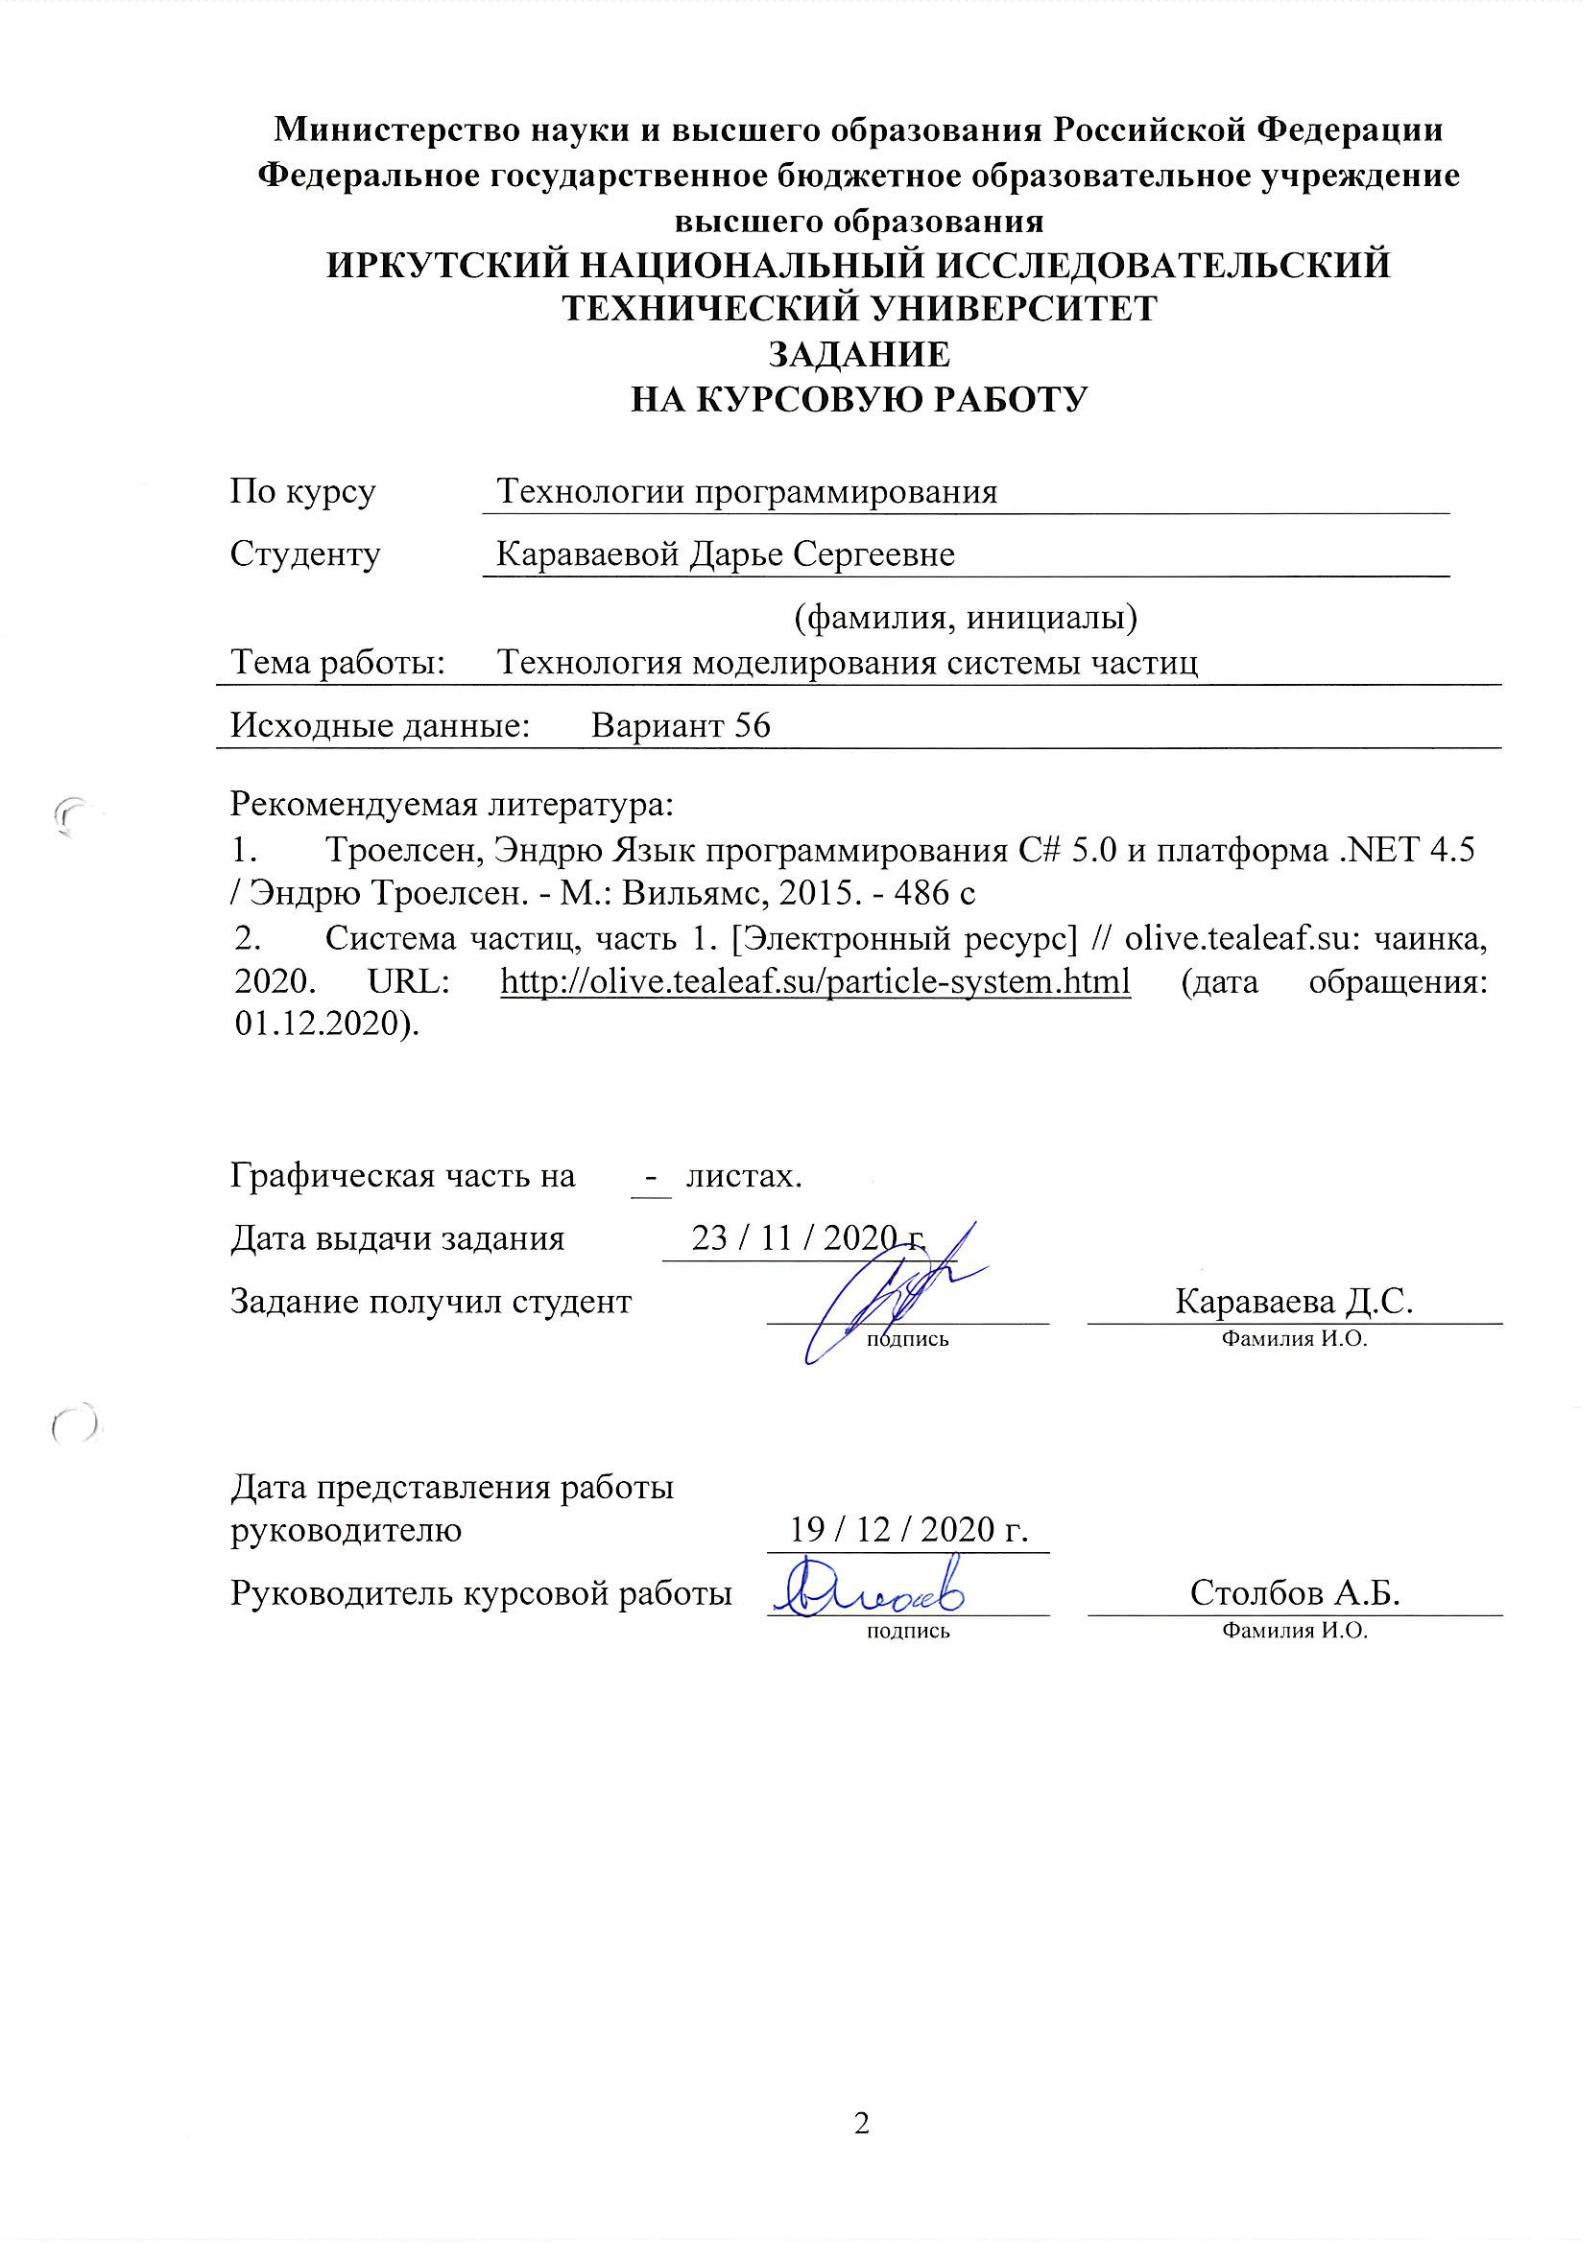 Министерство науки и высшего образования Российской Федерации
Федеральное государственное бюджетное образовательное учреждение
высшего образования
ИРКУТСКИЙ НАЦИОНАЛЬНЫЙ ИССЛЕДОВАТЕЛЬСКИЙ
ТЕХНИЧЕСКИЙ УНИВЕРСИТЕТ
ЗАДАНИЕ
НА КУРСОВУЮ РАБОТУ
По курсу Технологии программирования
Студенту Караваевой Дарье Сергеевне
(фамилия, инициалы)
Тема работы: Технология моделирования системы частиц
Исходные данные: Вариант 56
Рекомендуемая литература:
1. Троелсен, Эндрю Язык программирования C# 5.0 и платформа .NET 4.5
/ Эндрю Троелсен. - М.: Вильямс, 2015. - 486 с
2. Система частиц, часть 1. [Электронный ресурс] // olive.tealeaf.su: чаинка,
2020. URL: http://olive.tealeaf.su/particle-system.html (дата обращения:
01.12.2020).
Графическая часть на - листах.
Дата выдачи задания 23 / 11 / 2020 г.
Задание получил студент Караваева Д.С.
подпись Фамилия И.О.
Дата представления работы
руководителю 19 / 12 / 2020 г.
Руководитель курсовой работы Столбов А.Б.
подпись Фамилия И.О.
2